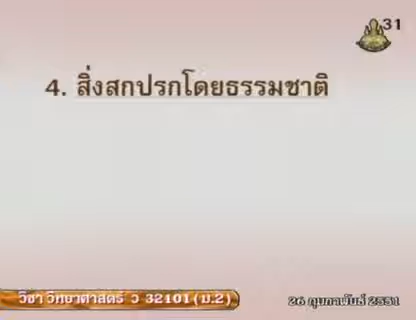 31
4. สิ่งสกปรกโดยธรรมชาติ
วิชา วิทยาศาสตร์ ว 32101 (ม.2)
26 กุมภาพันธ์ 2551